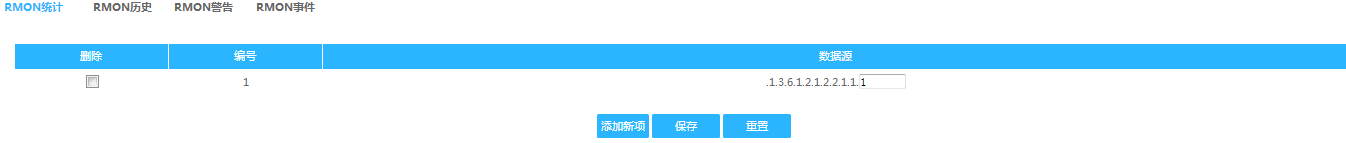 RMON统计 RMON历史 RMON警告 RMON事件
删除 编号 数据源
1 .1.3.6.1.2.1.2.2.1.1.1
添加新项 保存 重置